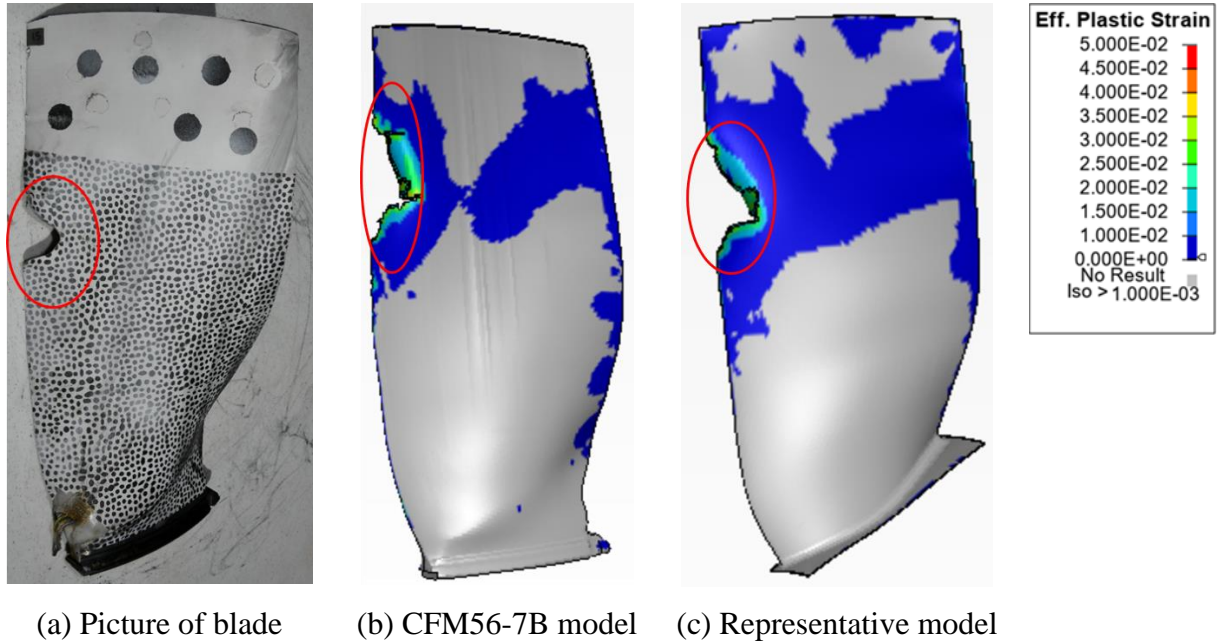 Eff. Plastic Strain
5.000E-02
4.500E-02
4.000E-02
3.500E-02
3.000E-02
2.500E-02
2.000E-02
1.500E-02
1.000E-02
0.000E+00
No Result
Iso > 1.000E-03
(a) Picture of blade
(b) CFM56-7B model
(c) Representative model